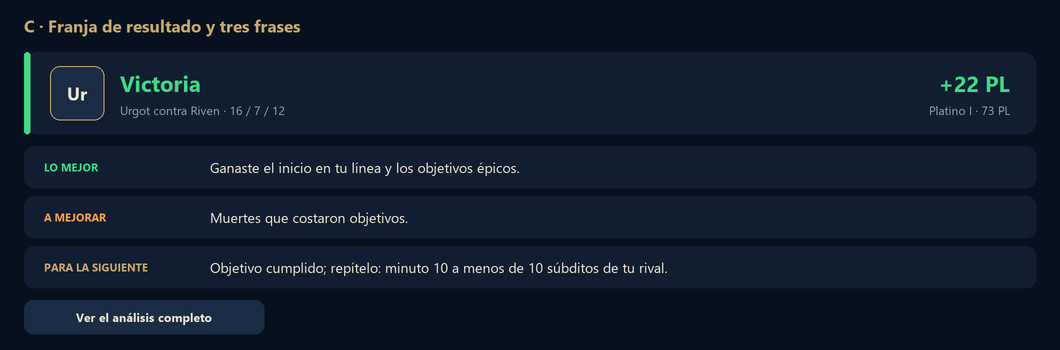 C · Franja de resultado y tres frases
Ur
Victoria
+22 PL
Urgot contra Riven · 16 / 7 / 12
Platino I · 73 PL
LO MEJOR
Ganaste el inicio en tu línea y los objetivos épicos.
A MEJORAR
Muertes que costaron objetivos.
PARA LA SIGUIENTE
Objetivo cumplido; repítelo: minuto 10 a menos de 10 súbditos de tu rival.
Ver el análisis completo